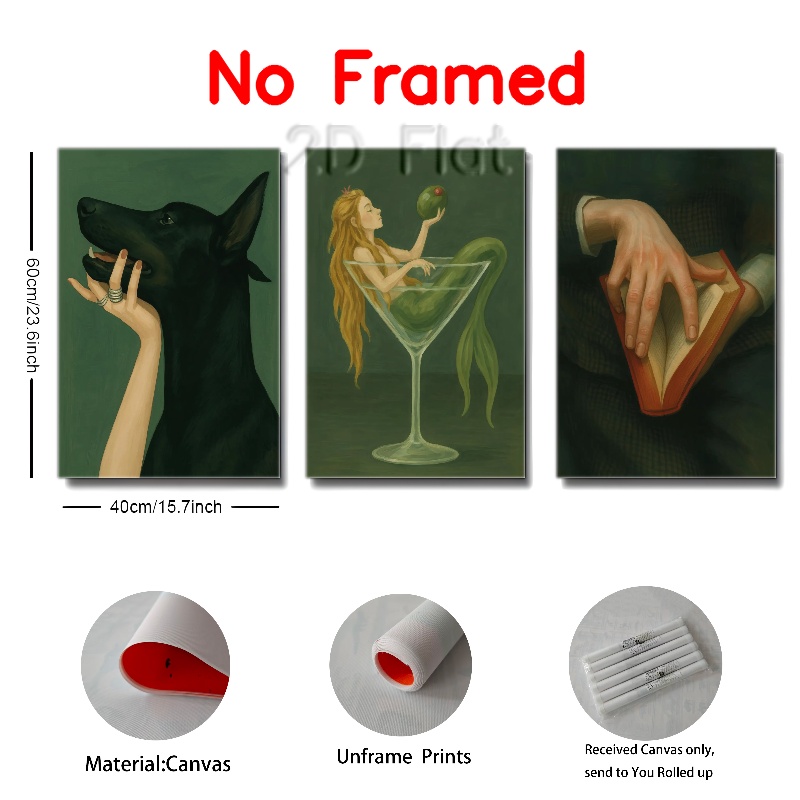 No Framed
2D Flat
60cm/23.6inch
40cm/15.7inch
Material:Canvas
Unframe Prints
Received Canvas only,
send to You Rolled up